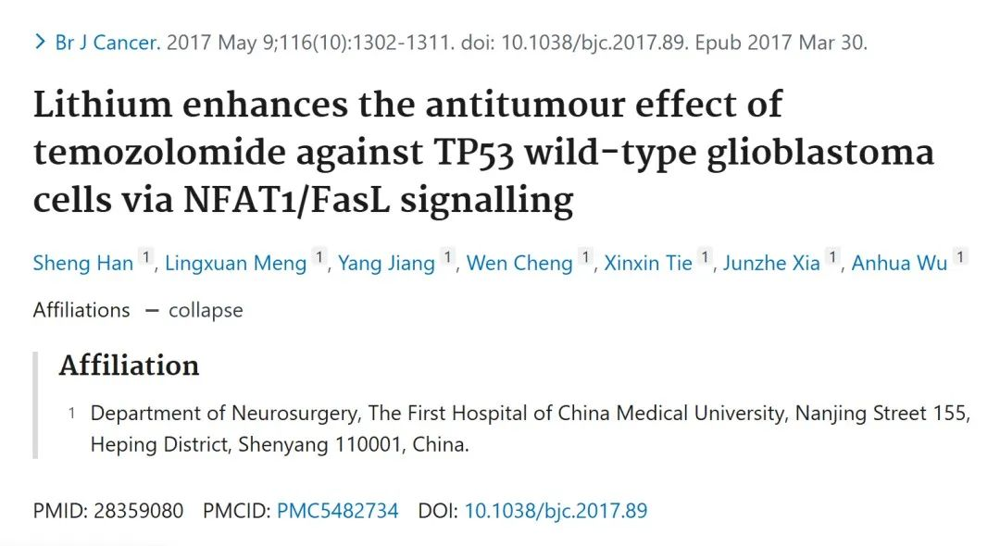 Br J Cancer. 2017 May 9;116(10):1302-1311. doi: 10.1038/bjc.2017.89. Epub 2017 Mar 30.
Lithium enhances the antitumour effect of
temozolomide against TP53 wild-type glioblastoma
cells via NFAT1/FasL signalling
Sheng Han 1, Lingxuan Meng 1, Yang Jiang 1, Wen Cheng 1, Xinxin Tie 1, Junzhe Xia 1, Anhua Wu 1
Affiliations − collapse
Affiliation
1 Department of Neurosurgery, The First Hospital of China Medical University, Nanjing Street 155,
Heping District, Shenyang 110001, China.
PMID: 28359080 PMCID: PMC5482734 DOI: 10.1038/bjc.2017.89